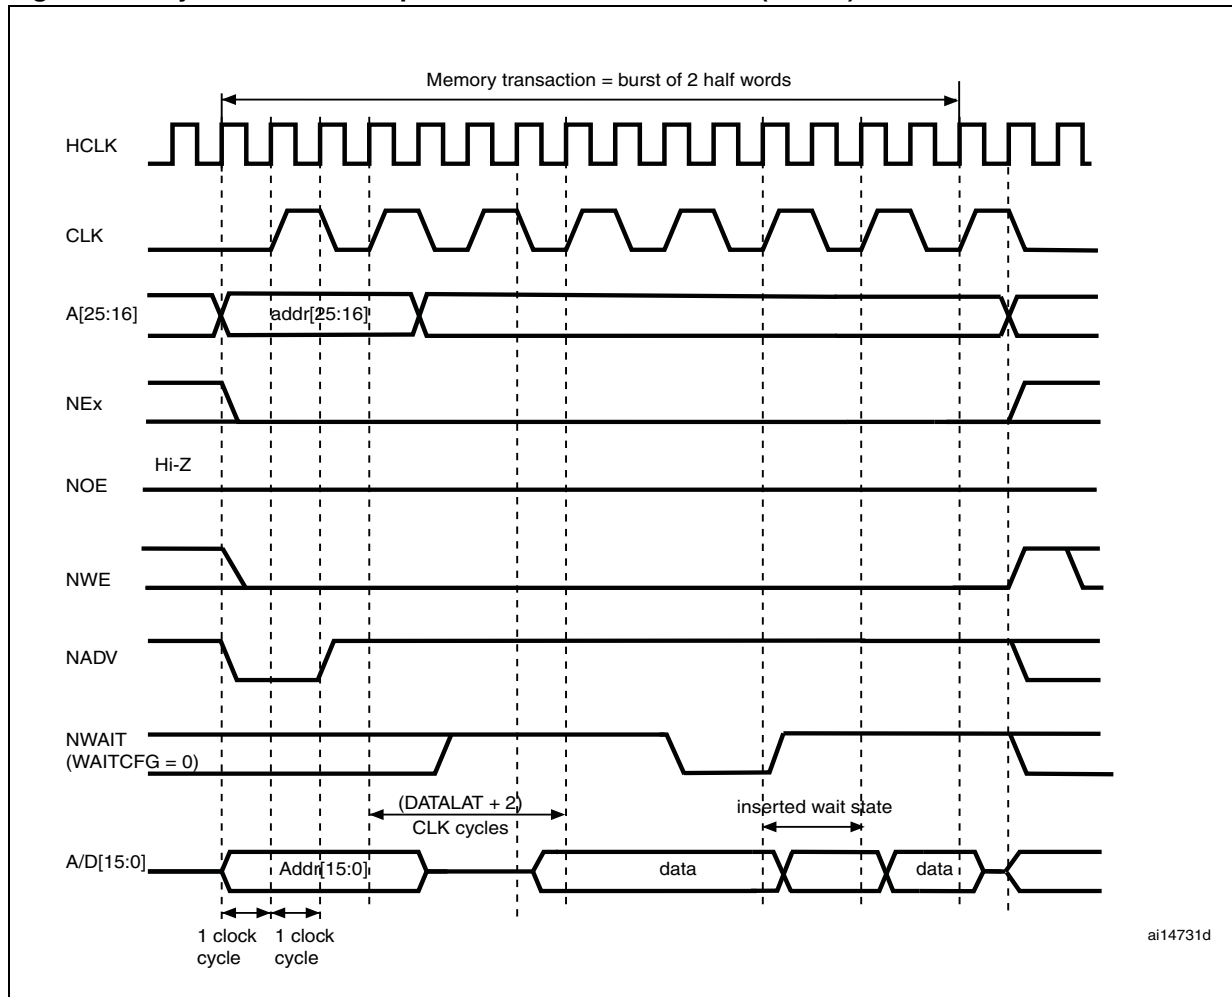 Memory transaction = burst of 2 half words
HCLK
CLK
A[25:16]
addr[25:16]
NEx
Hi-Z
NOE
NWE
NADV
NWAIT
(WAITCFG = 0)
(DATALAT + 2)
CLK cycles
inserted wait state
A/D[15:0]
Addr[15:0]
data
data
1 clock
cycle
1 clock
cycle
ai14731d